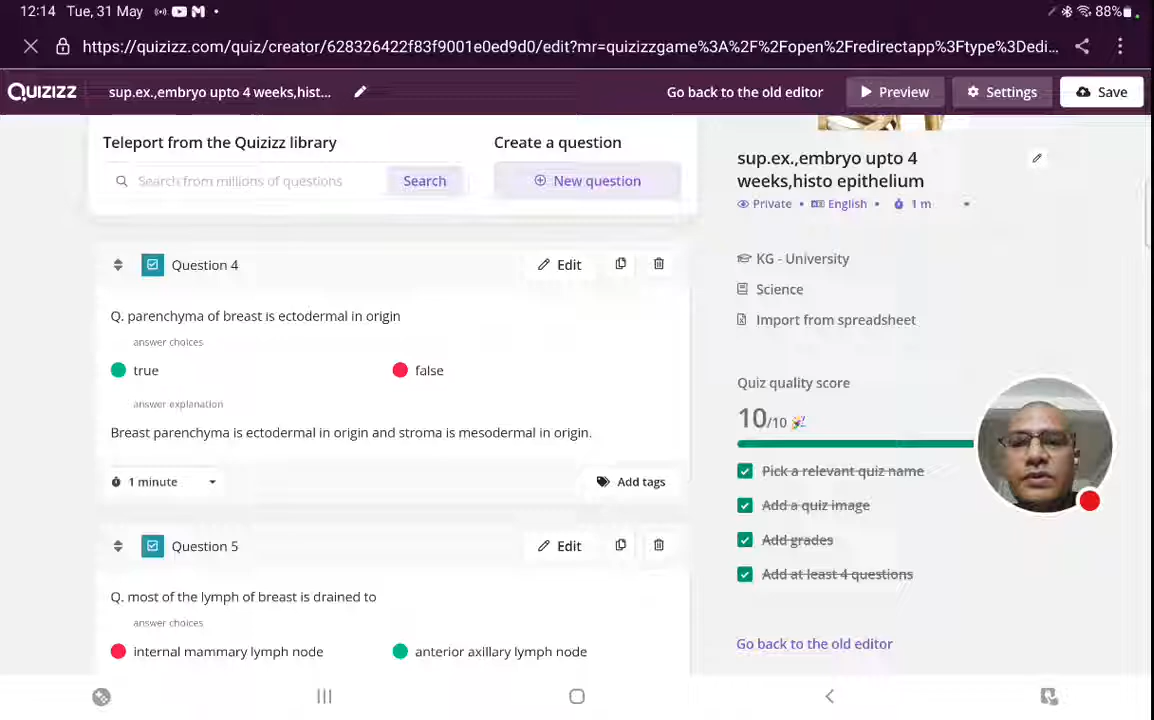 12:14 Tue, 31 May 88%
https://quizizz.com/quiz/creator/628326422f83f9001e0ed9d0/edit?mr=quizizzgame%3A%2F%2Fopen%2Fredirectapp%3Ftype%3Dedi...
QUIZIZZ sup.ex.,embryo upto 4 weeks,hist... Go back to the old editor Preview Settings Save
Teleport from the Quizizz library
Search from millions of questions Search
Create a question
New question
Question 4 Edit
Q. parenchyma of breast is ectodermal in origin
answer choices
true false
answer explanation
Breast parenchyma is ectodermal in origin and stroma is mesodermal in origin.
1 minute Add tags
Question 5 Edit
Q. most of the lymph of breast is drained to
answer choices
internal mammary lymph node anterior axillary lymph node
sup.ex.,embryo upto 4
weeks,histo epithelium
Private • English • 1 m
KG - University
Science
Import from spreadsheet
Quiz quality score
10/10
Pick a relevant quiz name
Add a quiz image
Add grades
Add at least 4 questions
Go back to the old editor